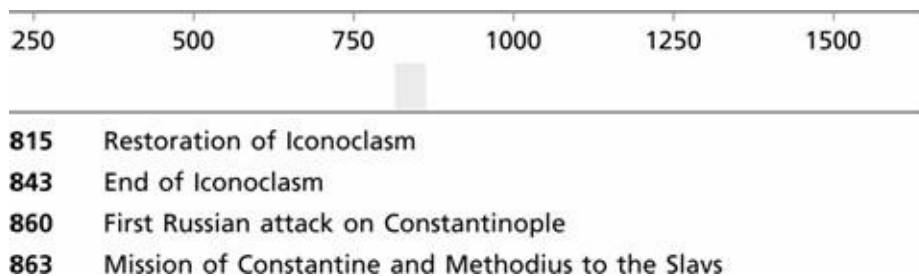 250 500 750 1000 1250 1500
815 Restoration of Iconoclasm
843 End of Iconoclasm
860 First Russian attack on Constantinople
863 Mission of Constantine and Methodius to the Slavs